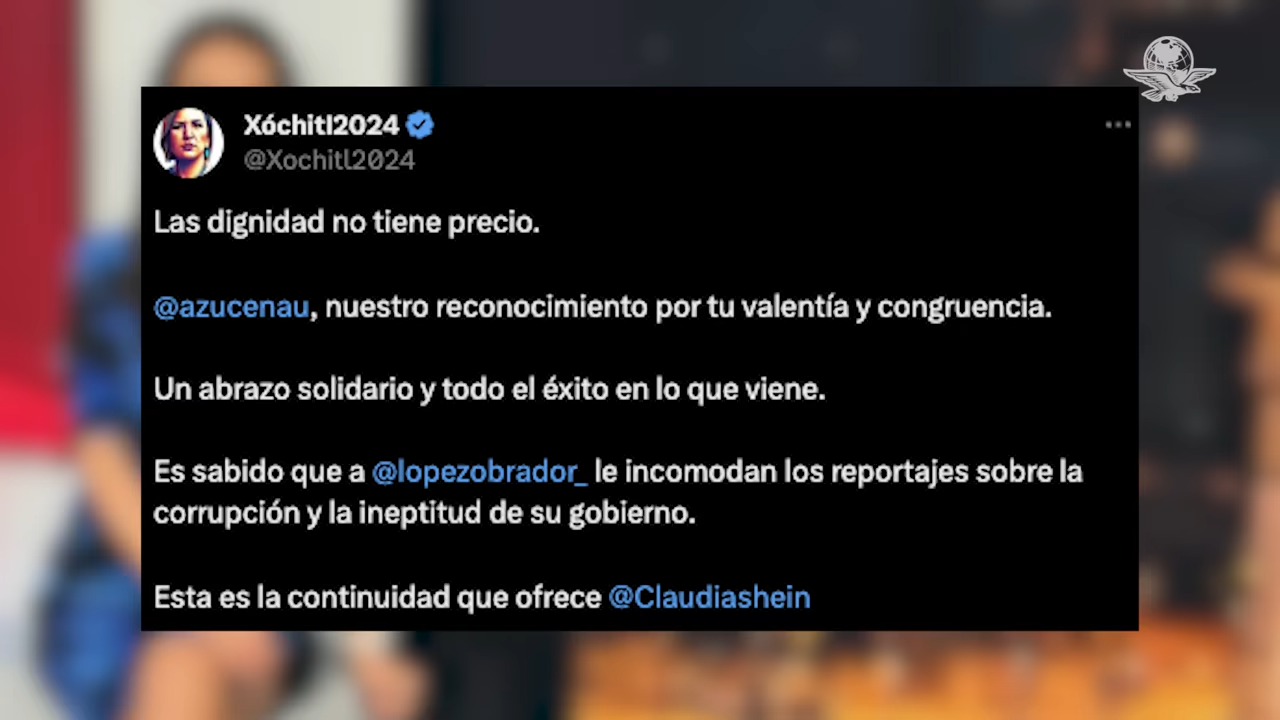 Xóchitl2024
@Xochitl2024
Las dignidad no tiene precio.
@azucenau, nuestro reconocimiento por tu valentía y congruencia.
Un abrazo solidario y todo el éxito en lo que viene.
Es sabido que a @lopezobrador_ le incomodan los reportajes sobre la
corrupción y la ineptitud de su gobierno.
Esta es la continuidad que ofrece @Claudiashein